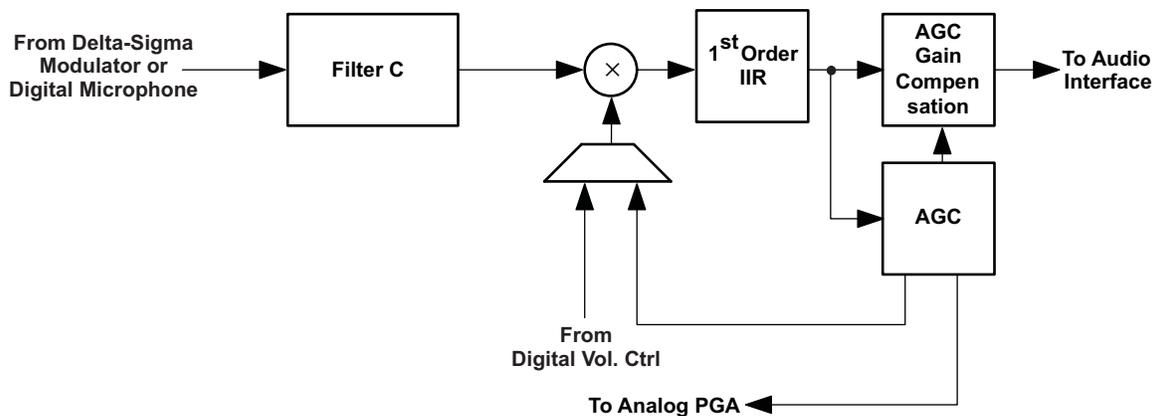 From Delta-Sigma
Modulator or
Digital Microphone
Filter C
×
1st Order
IIR
AGC
Gain
Compen
sation
To Audio
Interface
AGC
From
Digital Vol. Ctrl
To Analog PGA